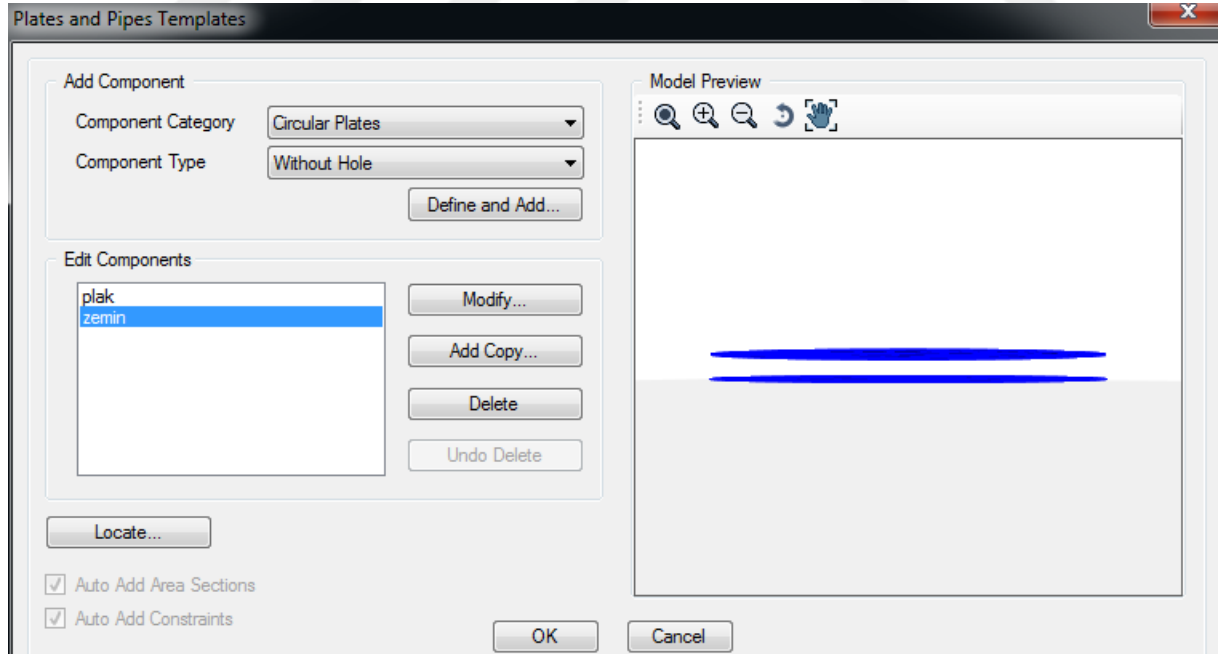 Plates and Pipes Templates
Add Component
Component Category Circular Plates
Component Type Without Hole
Define and Add...
Edit Components
plak
zemin
Modify...
Add Copy...
Delete
Undo Delete
Locate...
Auto Add Area Sections
Auto Add Constraints
Model Preview
OK Cancel